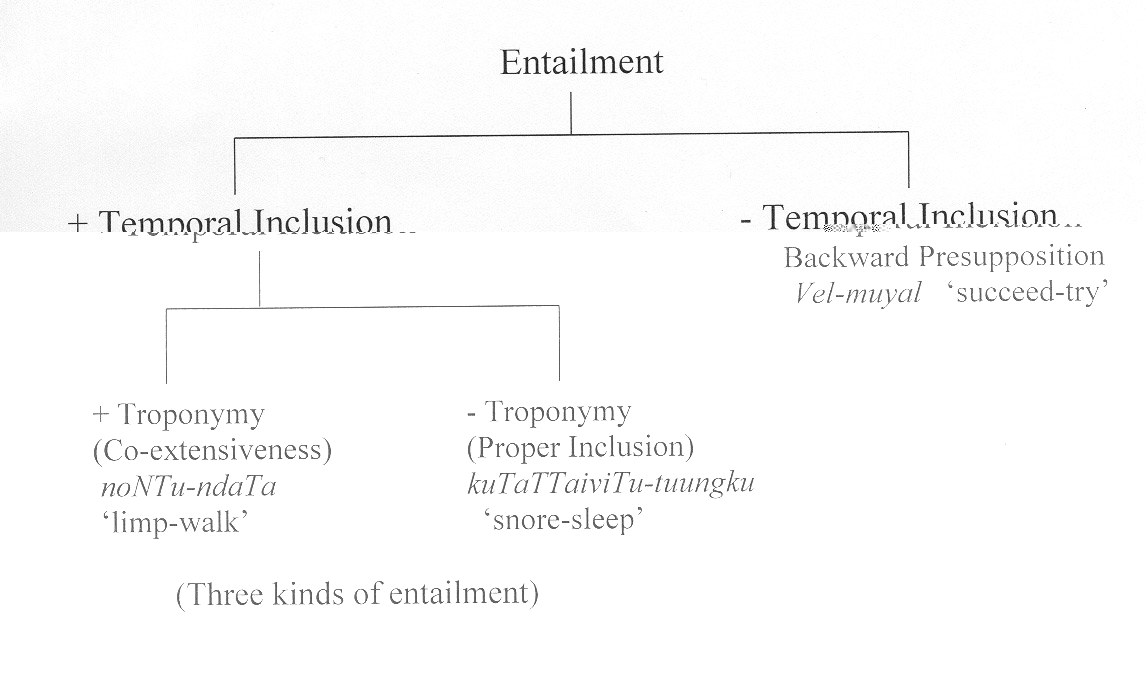 Entailment
+ Temporal Inclusion
- Temporal Inclusion
Backward Presupposition
Vel-muyal ‘succeed-try’
+ Troponymy
(Co-extensiveness)
noNTu-ndaTa
‘limp-walk’
- Troponymy
(Proper Inclusion)
kuTaTTaiviTu-tuungku
‘snore-sleep’
(Three kinds of entailment)